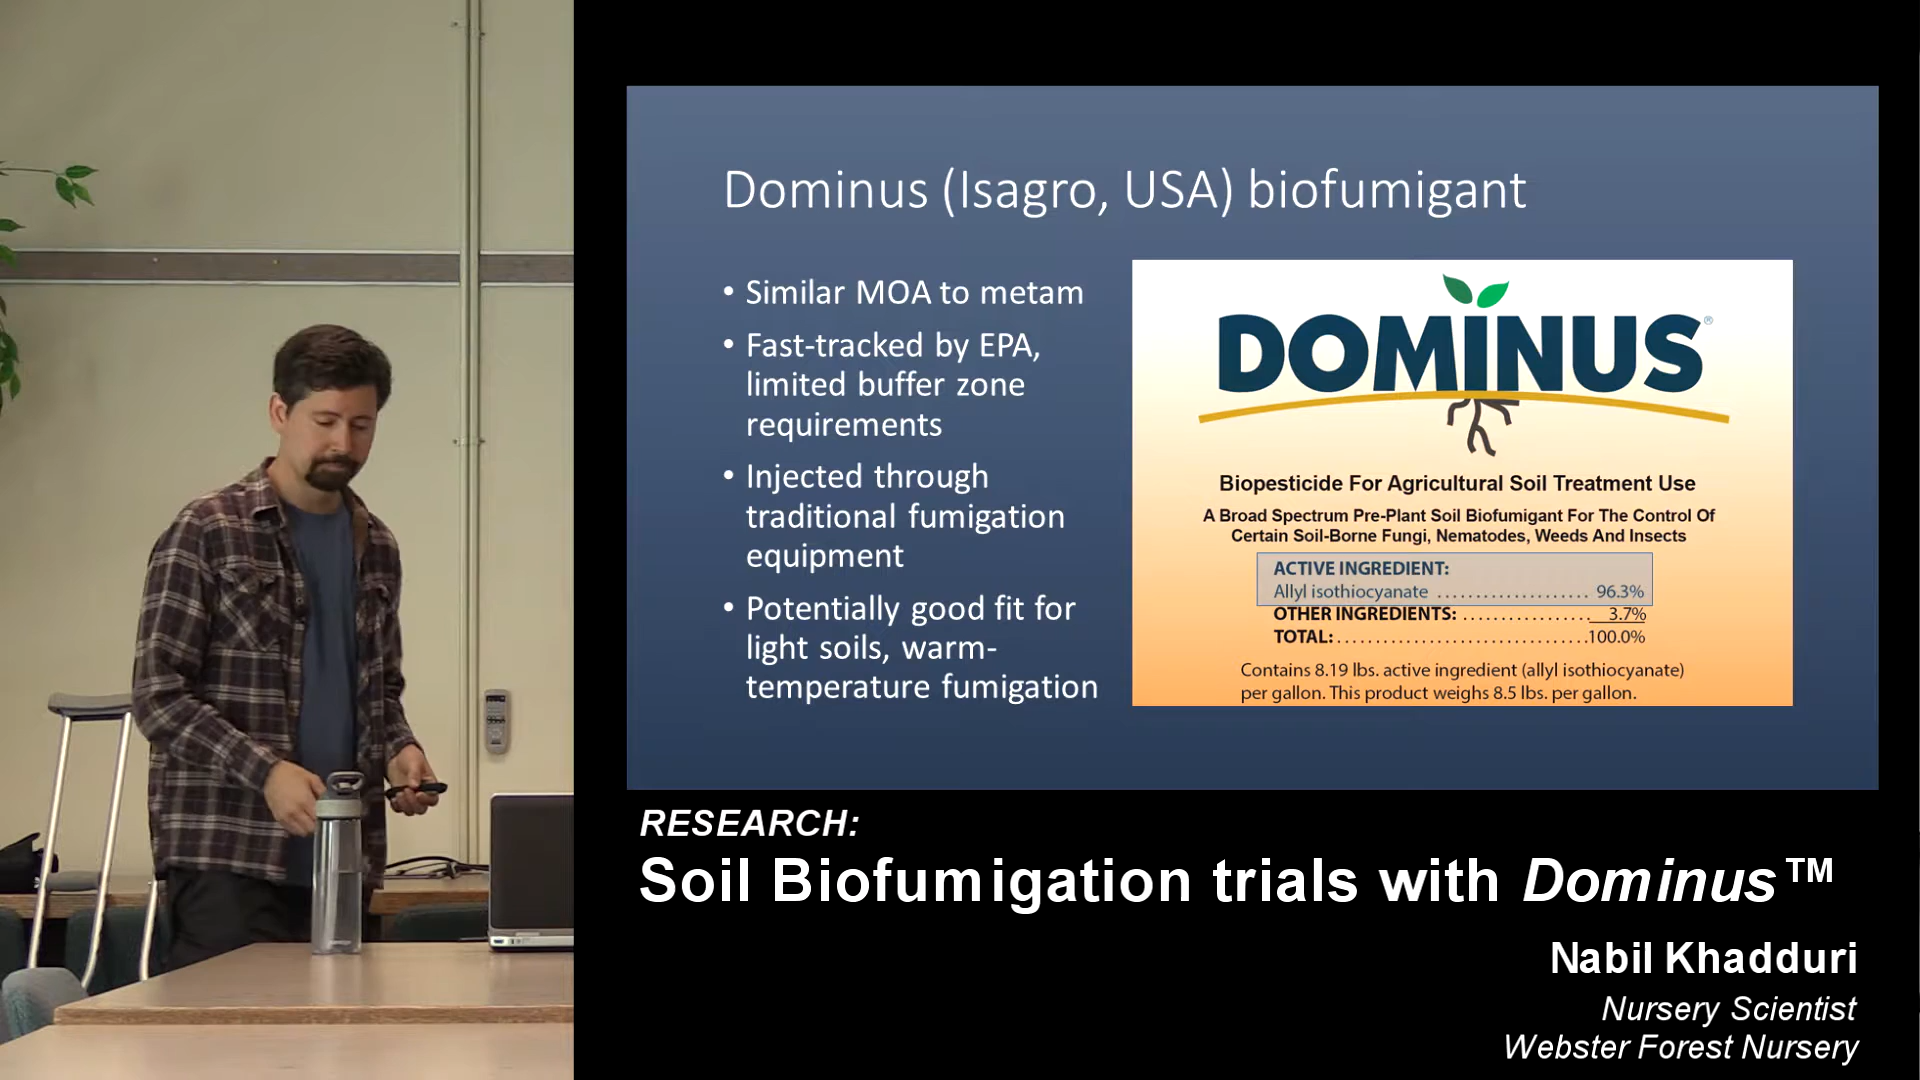 Dominus (Isagro, USA) biofumigant
• Similar MOA to metam
• Fast-tracked by EPA,
limited buffer zone
requirements
• Injected through
traditional fumigation
equipment
• Potentially good fit for
light soils, warm-
temperature fumigation
DOMINUS®
Biopesticide For Agricultural Soil Treatment Use
A Broad Spectrum Pre-Plant Soil Biofumigant For The Control Of
Certain Soil-Borne Fungi, Nematodes, Weeds And Insects
ACTIVE INGREDIENT:
Allyl isothiocyanate .................... 96.3%
OTHER INGREDIENTS: ................. 3.7%
TOTAL: .................................100.0%
Contains 8.19 lbs. active ingredient (allyl isothiocyanate)
per gallon. This product weighs 8.5 lbs. per gallon.
RESEARCH:
Soil Biofumigation trials with Dominus™
Nabil Khadduri
Nursery Scientist
Webster Forest Nursery